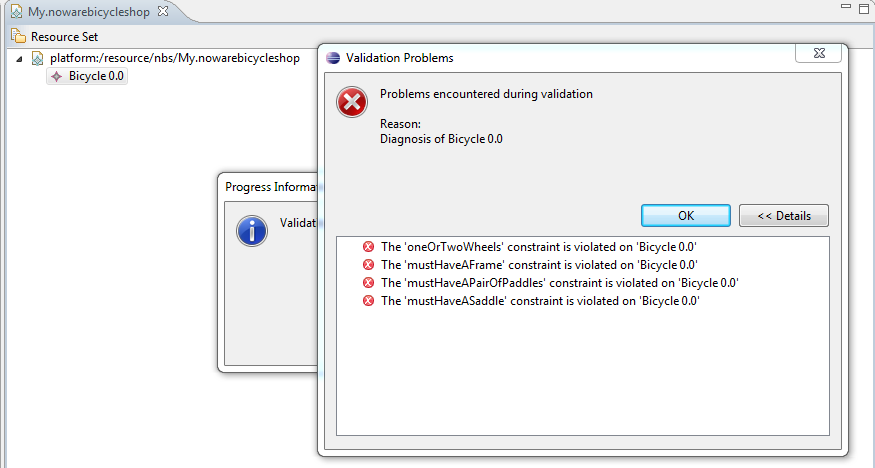 My.nowarebicycleshop
Resource Set
platform:/resource/nbs/My.nowarebicycleshop
Bicycle 0.0
Validation Problems
Problems encountered during validation
Reason:
Diagnosis of Bicycle 0.0
OK
<< Details
Progress Informa
Validat
The 'oneOrTwoWheels' constraint is violated on 'Bicycle 0.0'
The 'mustHaveAFrame' constraint is violated on 'Bicycle 0.0'
The 'mustHaveAPairOfPaddles' constraint is violated on 'Bicycle 0.0'
The 'mustHaveASaddle' constraint is violated on 'Bicycle 0.0'